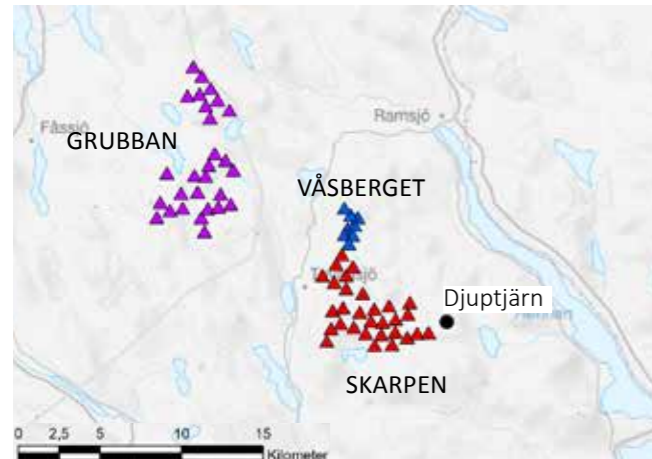 Ramsjö
Fåssjö
GRUBBAN
VÅSBERGET
Djuptjärn
SKARPEN
0 2,5 5 10 15
Kilometer